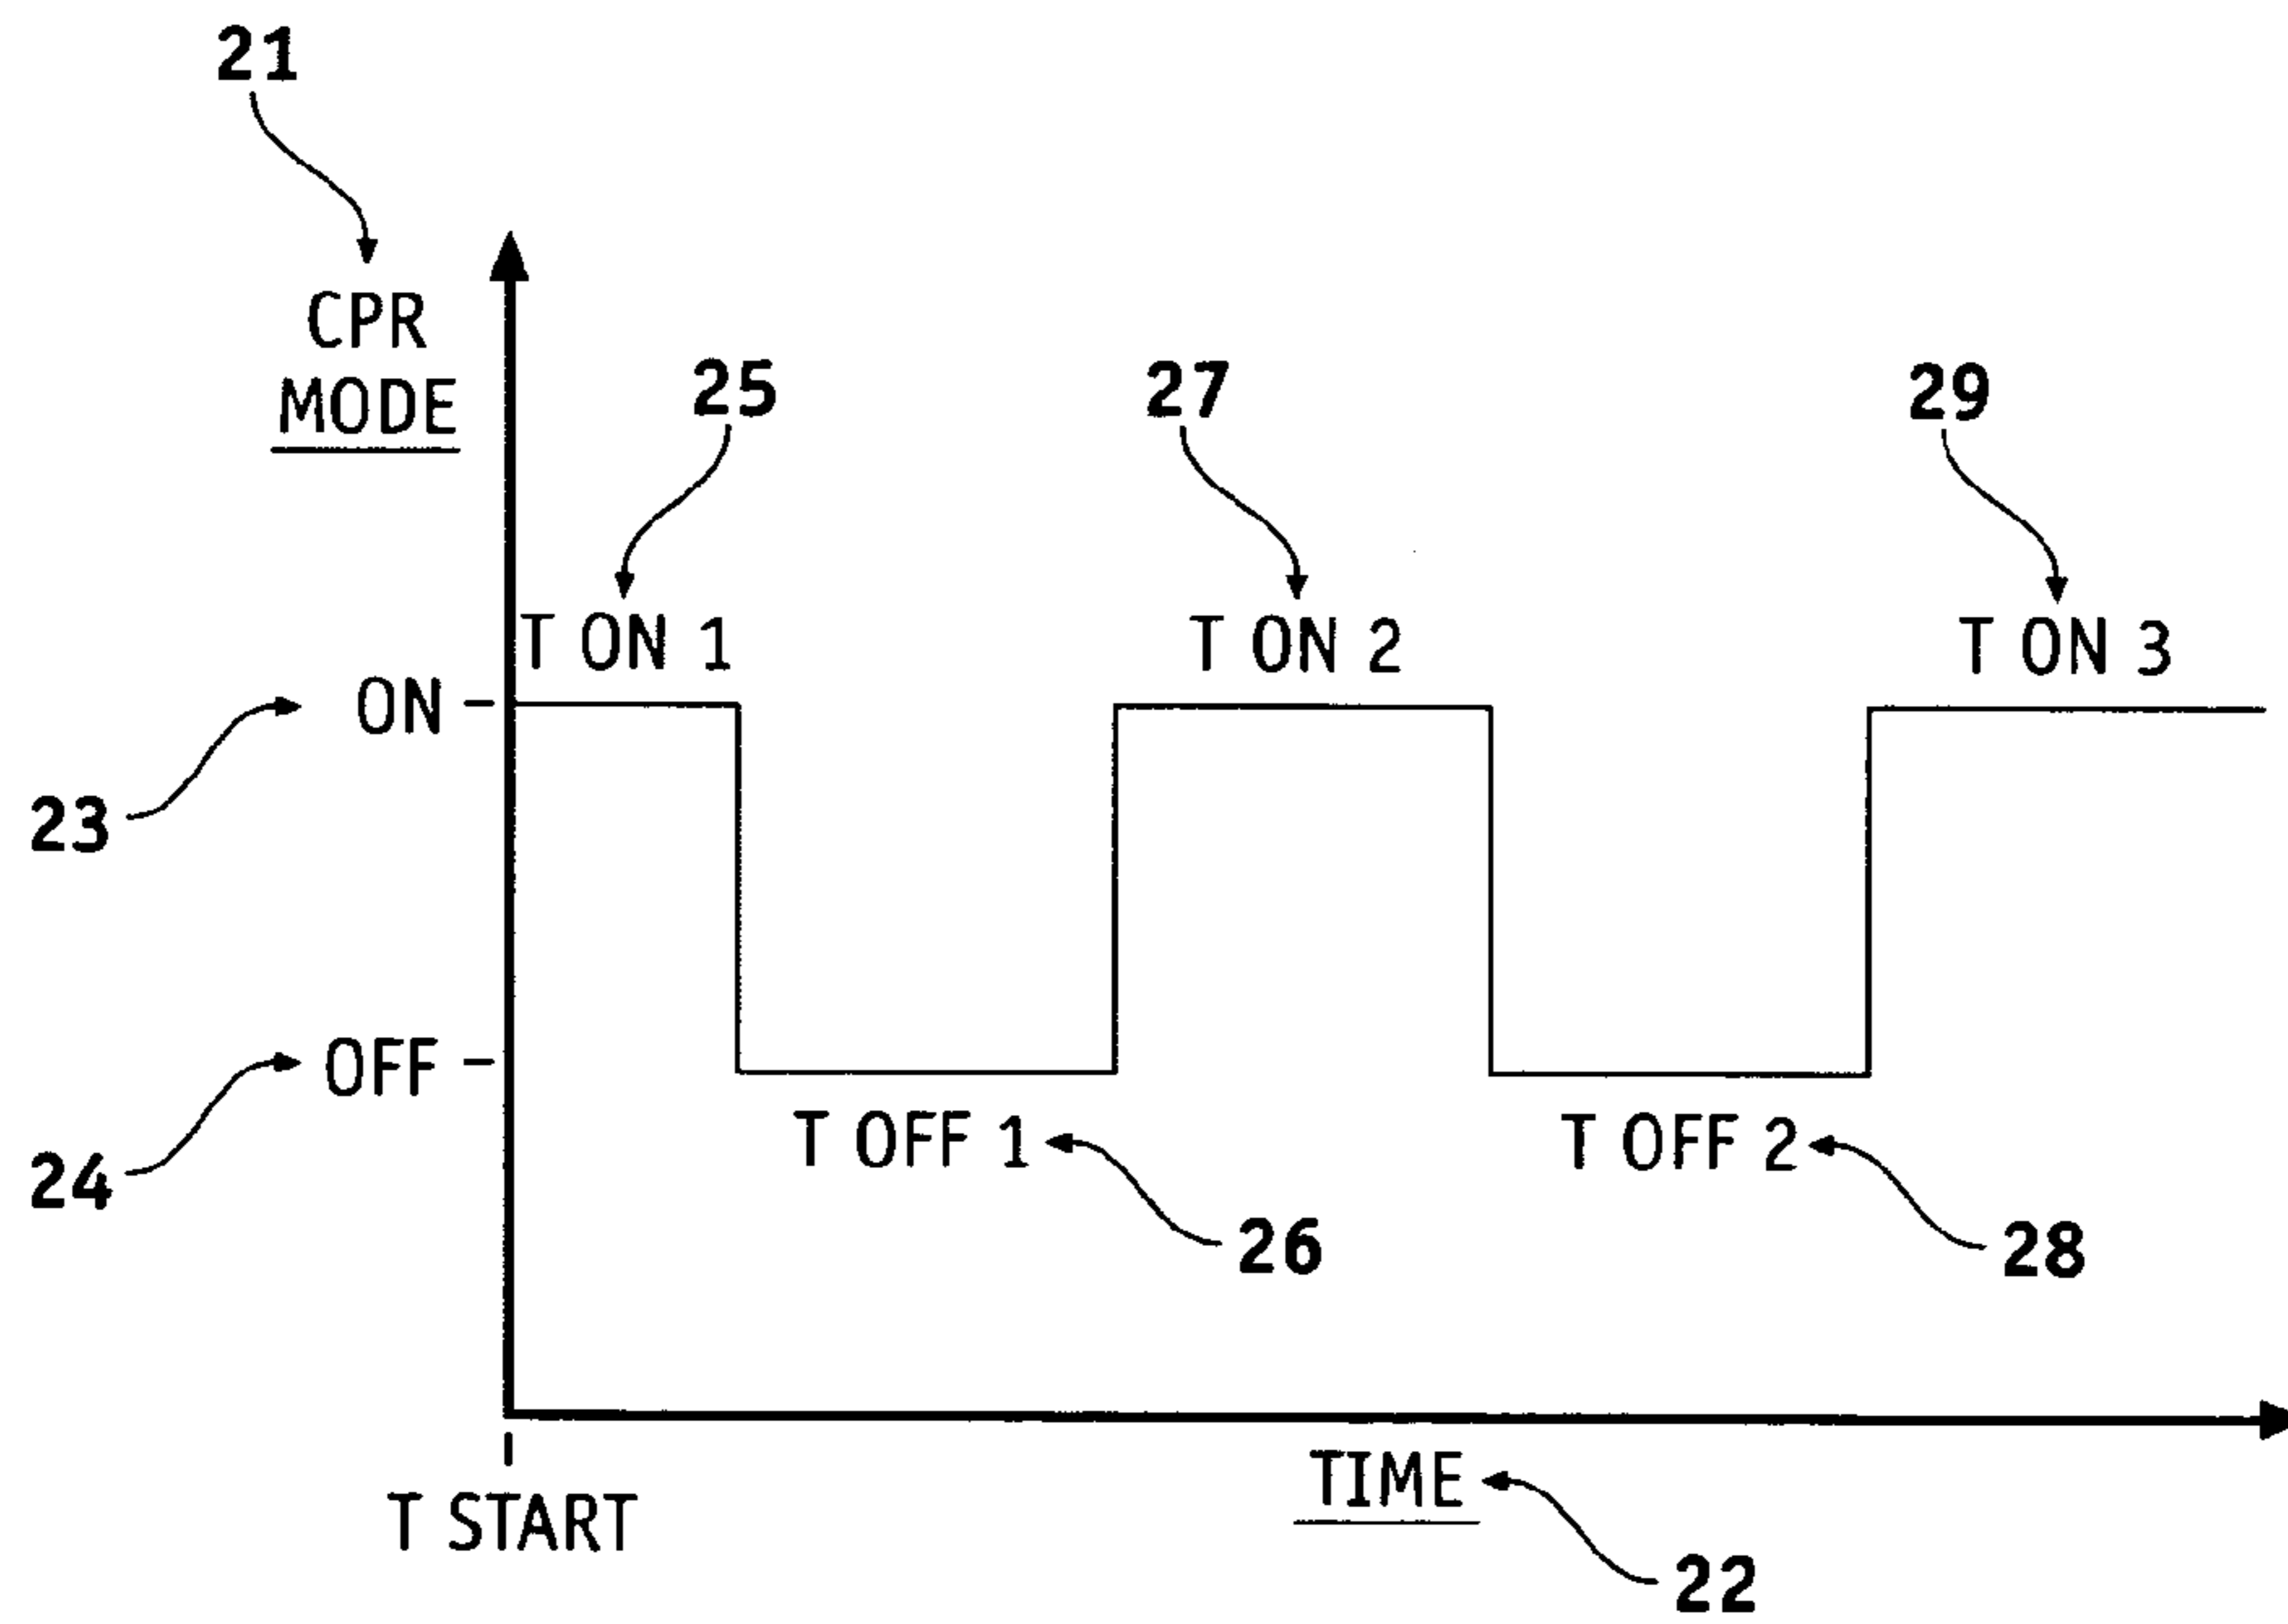 21
CPR
MODE
25
27
29
T ON 1
T ON 2
T ON 3
ON
23
OFF
24
T OFF 1
T OFF 2
26
28
TIME
T START
22